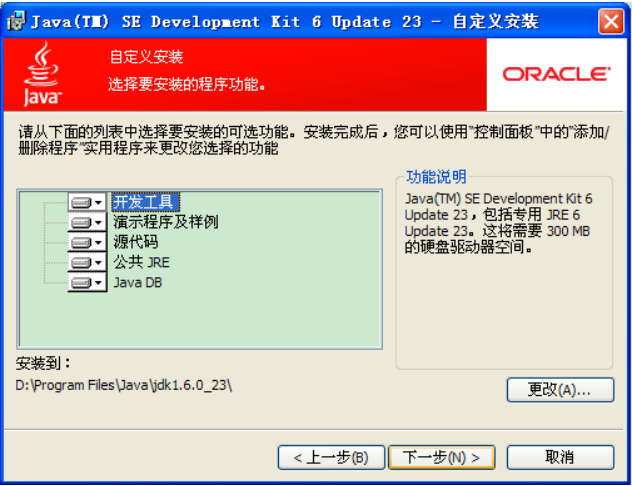 Java(TM) SE Development Kit 6 Update 23 - 自定义安装
自定义安装
选择要安装的程序功能。
Java
ORACLE
请从下面的列表中选择要安装的可选功能。安装完成后，您可以使用"控制面板"中的"添加/
删除程序"实用程序来更改您选择的功能
开发工具
演示程序及样例
源代码
公共 JRE
Java DB
功能说明
Java(TM) SE Development Kit 6
Update 23，包括专用 JRE 6
Update 23。这将需要 300 MB
的硬盘驱动器空间。
安装到：
D:\Program Files\Java\jdk1.6.0_23\
更改(A)...
< 上一步(B)
下一步(N) >
取消